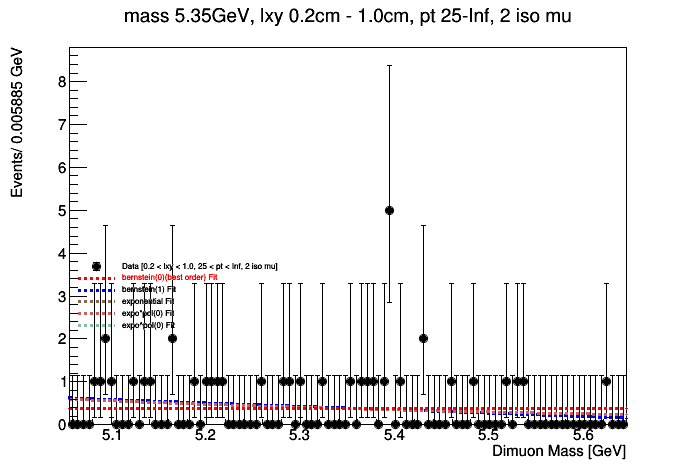 mass 5.35GeV, lxy 0.2cm - 1.0cm, pt 25-Inf, 2 iso mu
Events/ 0.005885 GeV
8
7
6
5
4
3
2
1
0
Data [0.2 < lxy < 1.0, 25 < pt < Inf, 2 iso mu]
bernstein(0)(best order) Fit
bernstein(1) Fit
exponential Fit
expo*pol(0) Fit
expo*pol(0) Fit
5.1
5.2
5.3
5.4
5.5
5.6
Dimuon Mass [GeV]